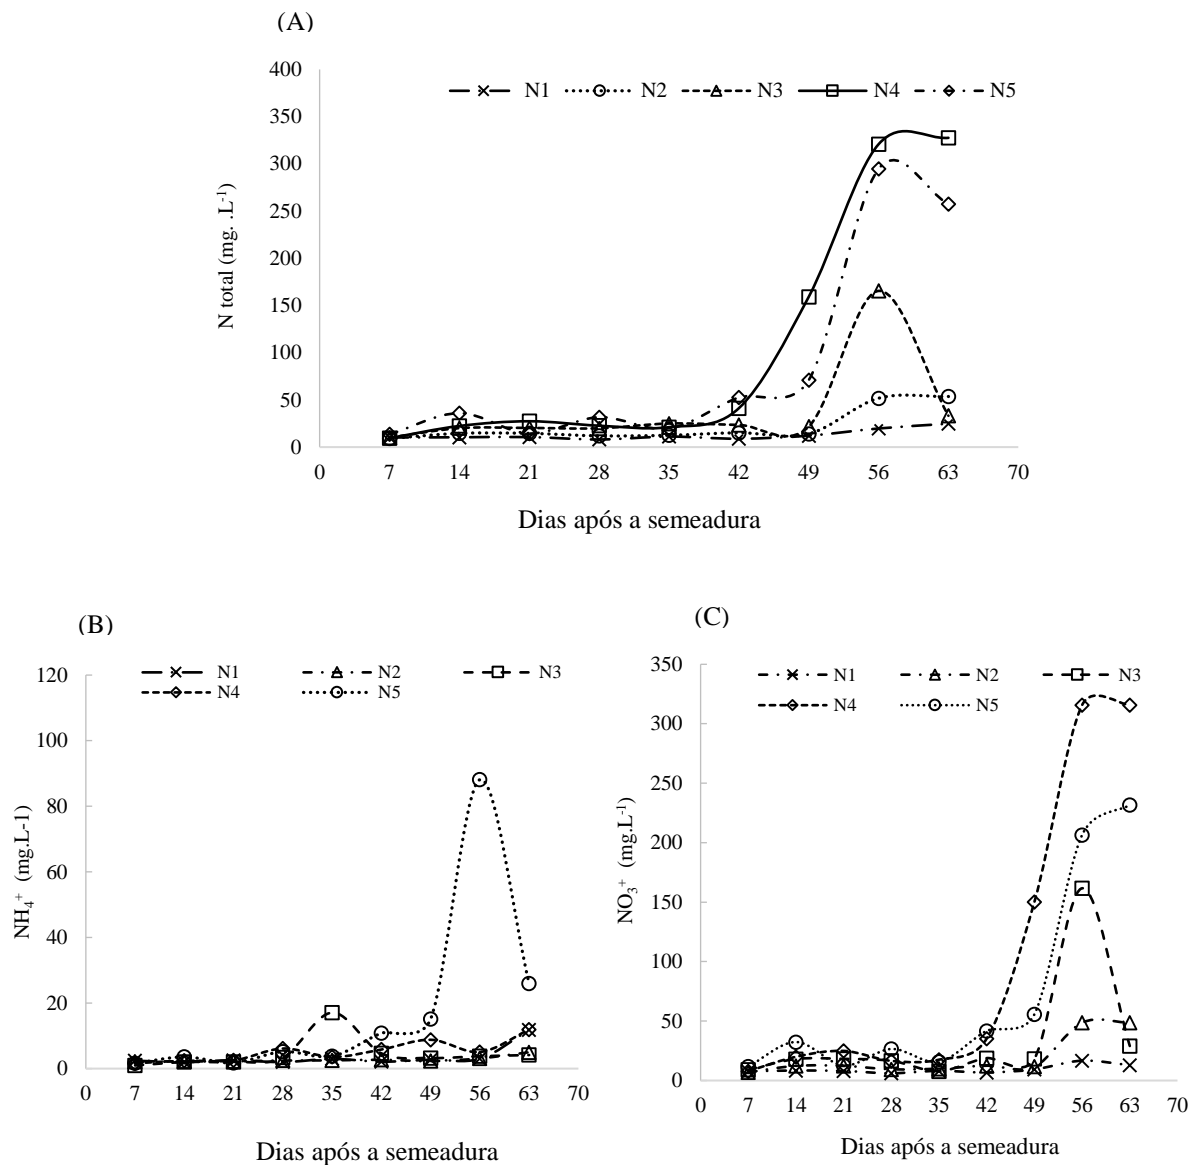 (A)
400
350
300
250
200
150
100
50
0
N total (mg. .L-1)
N1 N2 N3 N4 N5
0 7 14 21 28 35 42 49 56 63 70
Dias após a semeadura
(B)
120
100
80
60
40
20
0
NH4+ (mg.L-1)
N1 N2 N3
N4 N5
0 7 14 21 28 35 42 49 56 63 70
Dias após a semeadura
(C)
350
300
250
200
150
100
50
0
NO3+ (mg.L-1)
N1 N2 N3
N4 N5
0 7 14 21 28 35 42 49 56 63 70
Dias após a semeadura